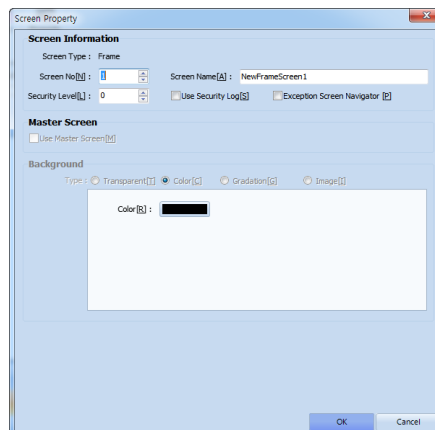 Screen Property
Screen Information
Screen Type : Frame
Screen No[N] : 1 Screen Name[A] : NewFrameScreen1
Security Level[L] : 0 Use Security Log[S] Exception Screen Navigator [P]
Master Screen
Use Master Screen[M]
Background
Type : Transparent[T] Color[C] Gradation[G] Image[I]
Color[R] :
OK Cancel